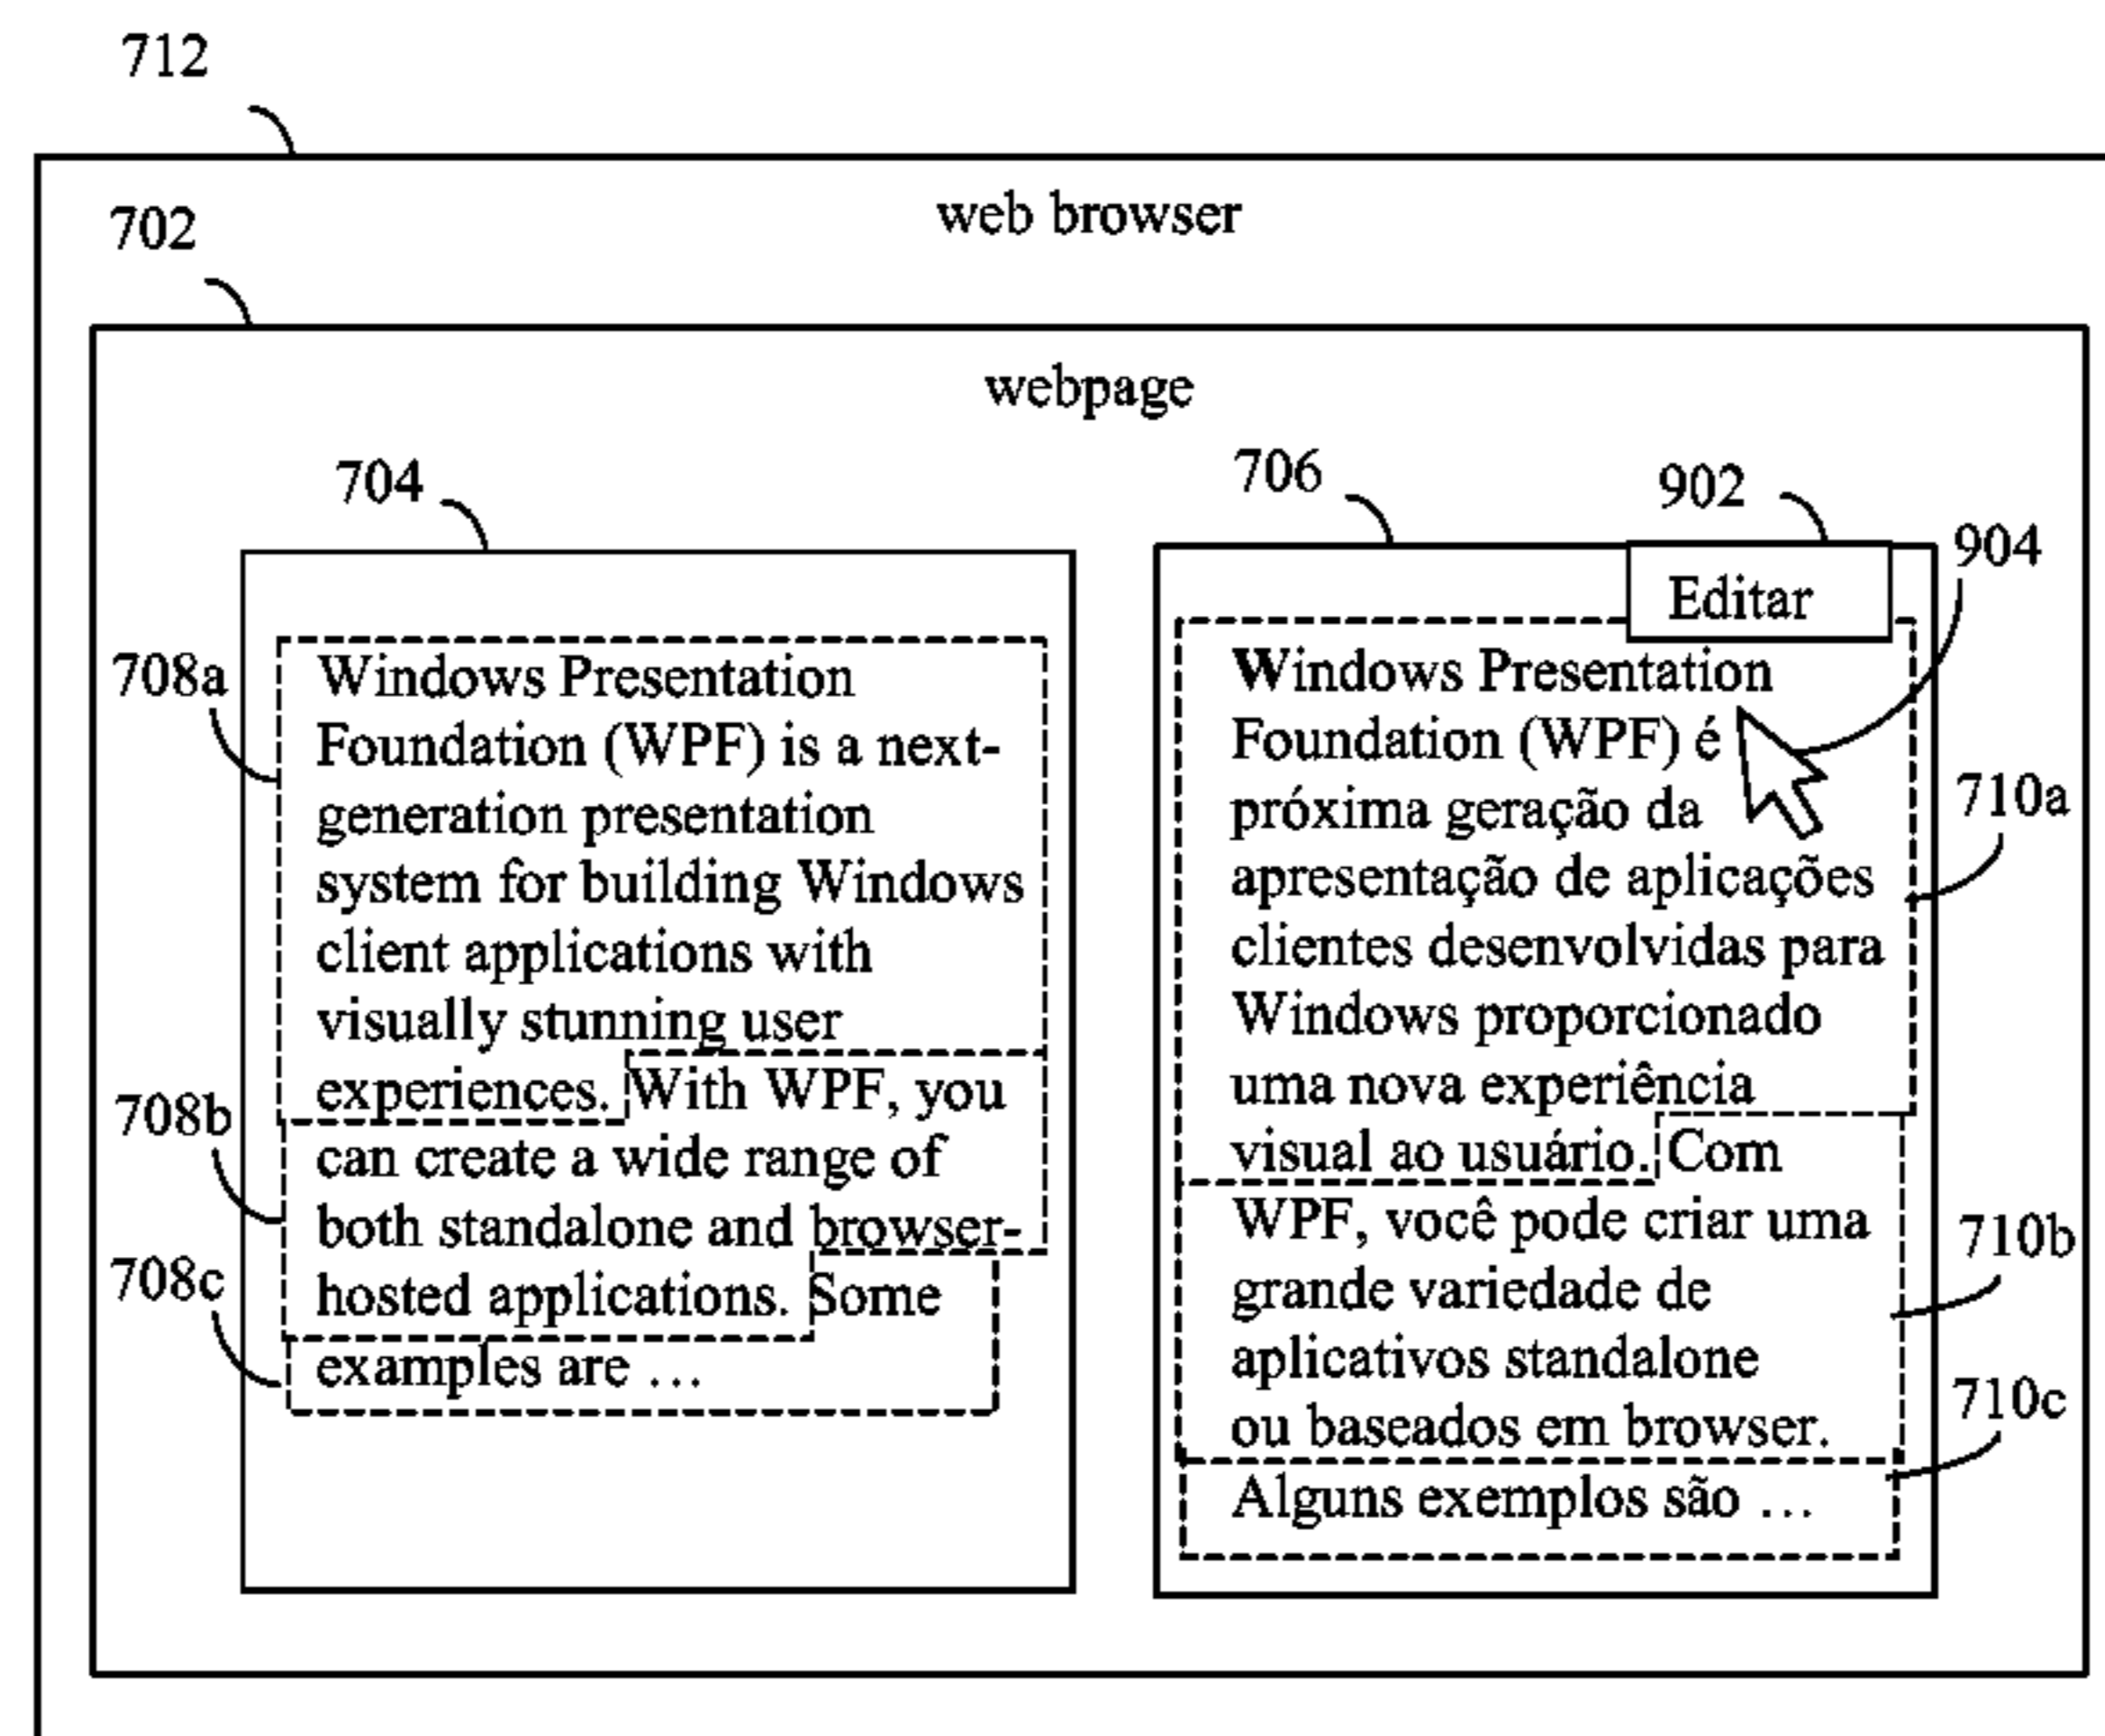 712
web browser
702
webpage
704
706
902
904
Editar
708a
Windows Presentation
Foundation (WPF) is a next-
generation presentation
system for building Windows
client applications with
visually stunning user
experiences. With WPF, you
can create a wide range of
both standalone and browser-
hosted applications. Some
examples are …
708b
708c
Windows Presentation
Foundation (WPF) é
próxima geração da
apresentação de aplicações
clientes desenvolvidas para
Windows proporcionado
uma nova experiência
visual ao usuário. Com
WPF, você pode criar uma
grande variedade de
aplicativos standalone
ou baseados em browser.
Alguns exemplos são …
710a
710b
710c